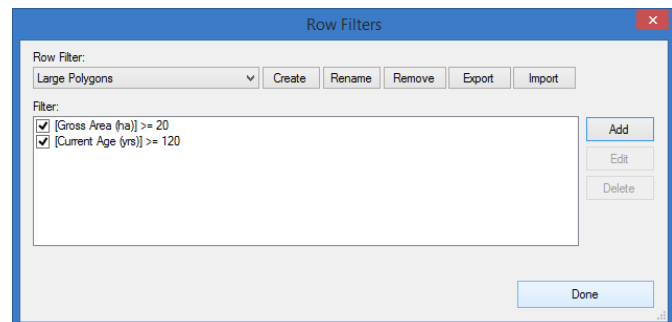 Row Filters
Row Filter:
Large Polygons Create Rename Remove Export Import
Filter:
[Gross Area (ha)] >= 20
[Current Age (yrs)] >= 120
Add
Edit
Delete
Done